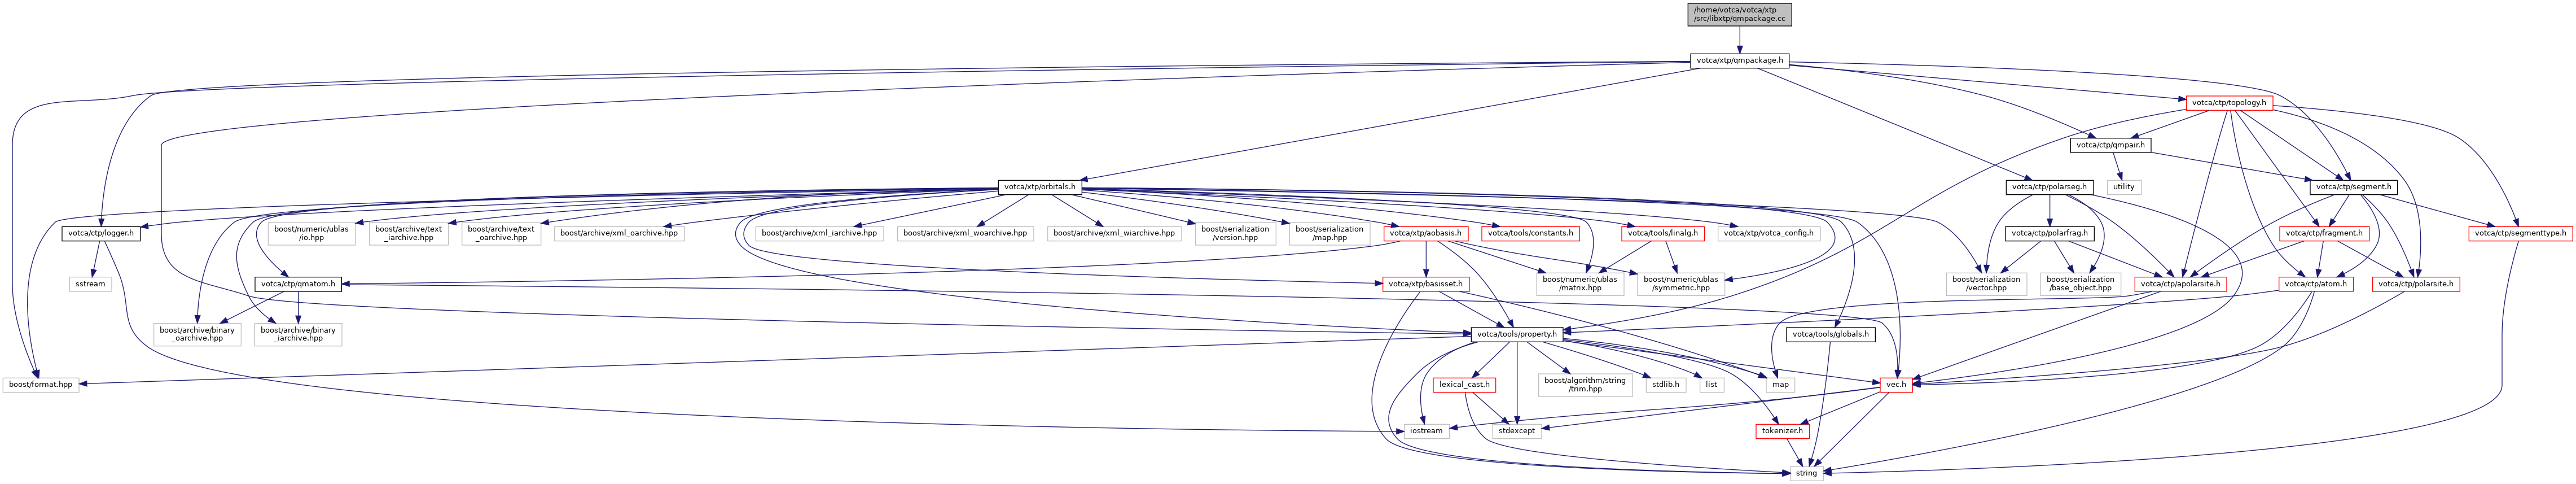 /home/votca/votca/xtp
/src/libxtp/qmpackage.cc
votca/xtp/qmpackage.h
votca/ctp/topology.h
votca/ctp/qmpair.h
votca/xtp/orbitals.h
votca/ctp/polarseg.h
utility
votca/ctp/segment.h
votca/ctp/logger.h
boost/numeric/ublas
/io.hpp
boost/archive/text
_iarchive.hpp
boost/archive/text
_oarchive.hpp
boost/archive/xml_oarchive.hpp
boost/archive/xml_iarchive.hpp
boost/archive/xml_woarchive.hpp
boost/archive/xml_wiarchive.hpp
boost/serialization
/version.hpp
boost/serialization
/map.hpp
votca/xtp/aobasis.h
votca/tools/constants.h
votca/tools/linalg.h
votca/xtp/votca_config.h
votca/ctp/polarfrag.h
votca/ctp/fragment.h
votca/ctp/segmenttype.h
sstream
votca/ctp/qmatom.h
votca/xtp/basisset.h
boost/numeric/ublas
/matrix.hpp
boost/numeric/ublas
/symmetric.hpp
boost/serialization
/vector.hpp
boost/serialization
/base_object.hpp
votca/ctp/apolarsite.h
votca/ctp/atom.h
votca/ctp/polarsite.h
boost/archive/binary
_oarchive.hpp
boost/archive/binary
_iarchive.hpp
votca/tools/property.h
votca/tools/globals.h
boost/format.hpp
lexical_cast.h
boost/algorithm/string
/trim.hpp
stdlib.h
list
map
vec.h
iostream
stdexcept
tokenizer.h
string